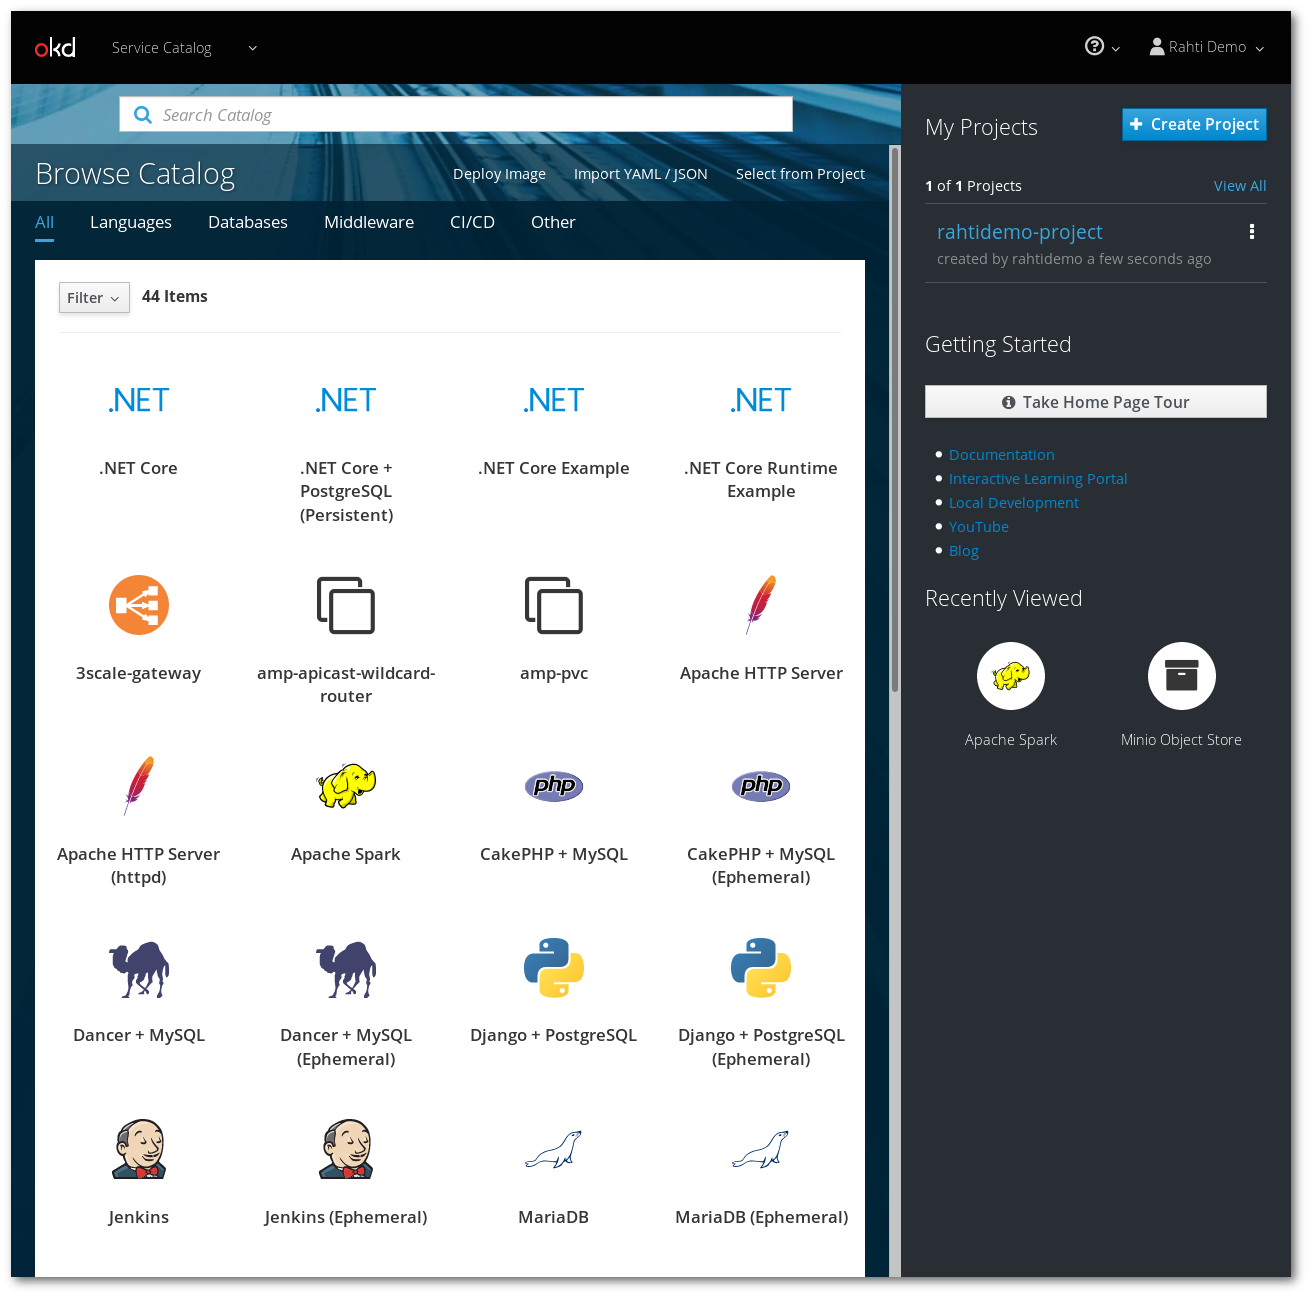 okd Service Catalog Rahti Demo
Search Catalog
Browse Catalog Deploy Image Import YAML / JSON Select from Project
All Languages Databases Middleware CI/CD Other
Filter 44 Items
.NET .NET .NET .NET
.NET Core .NET Core + .NET Core Example .NET Core Runtime
PostgreSQL Example
(Persistent)
3scale-gateway amp-apicast-wildcard- amp-pvc Apache HTTP Server
router
php php
Apache HTTP Server Apache Spark CakePHP + MySQL CakePHP + MySQL
(httpd) (Ephemeral)
Dancer + MySQL Dancer + MySQL Django + PostgreSQL Django + PostgreSQL
(Ephemeral) (Ephemeral)
Jenkins Jenkins (Ephemeral) MariaDB MariaDB (Ephemeral)
My Projects Create Project
1 of 1 Projects View All
rahtidemo-project
created by rahtidemo a few seconds ago
Getting Started
Take Home Page Tour
Documentation
Interactive Learning Portal
Local Development
YouTube
Blog
Recently Viewed
Apache Spark Minio Object Store